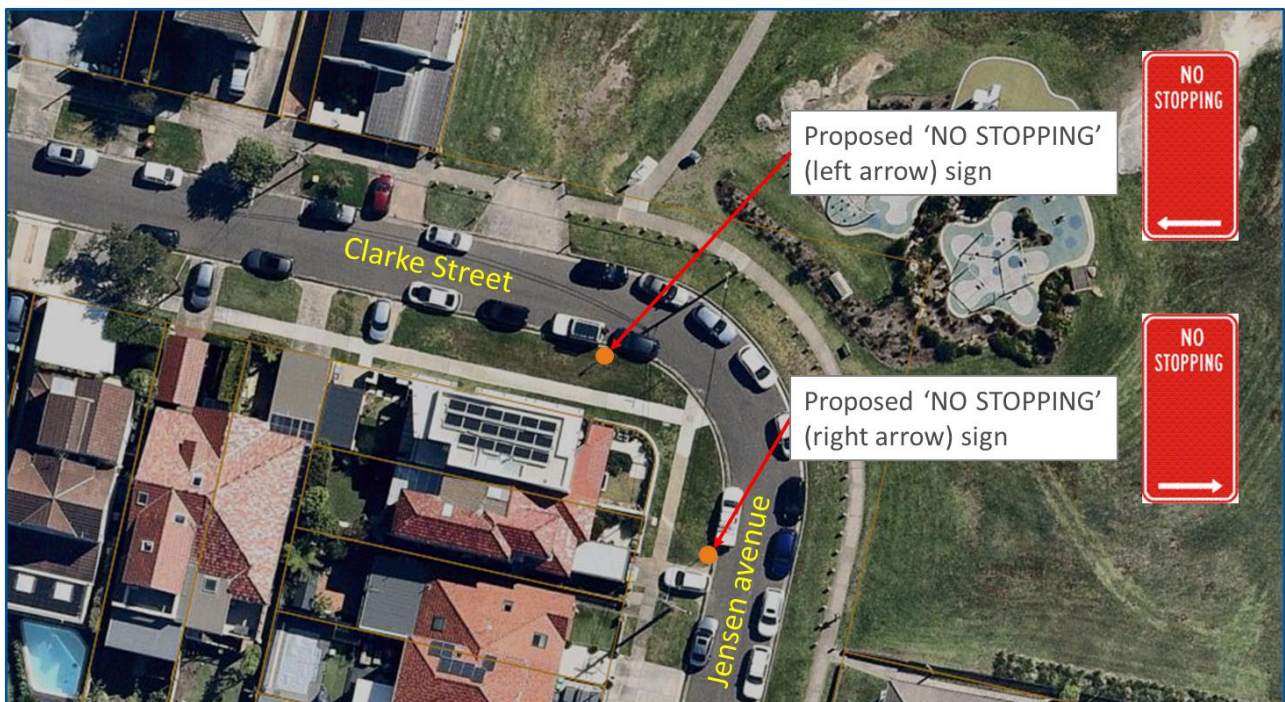 NO
STOPPING
Proposed ‘NO STOPPING’
(left arrow) sign
Clarke Street
NO
STOPPING
Proposed ‘NO STOPPING’
(right arrow) sign
Jensen avenue